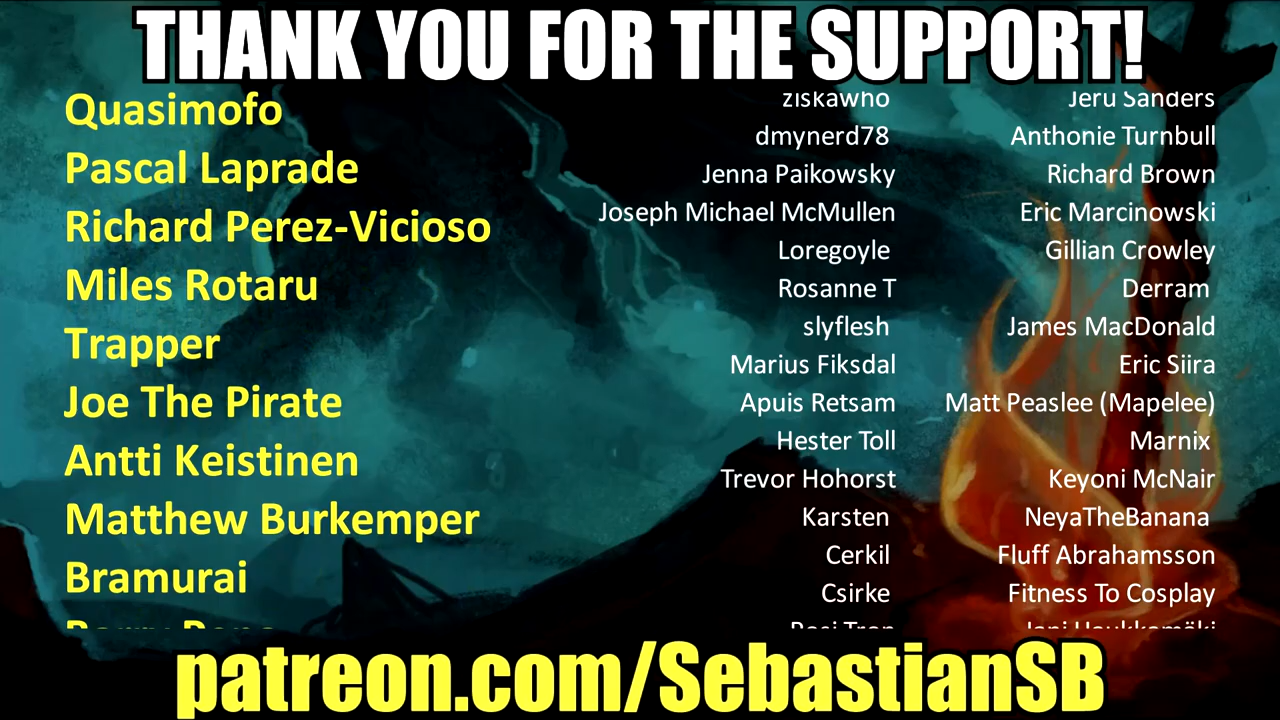 THANK YOU FOR THE SUPPORT!
Quasimofo
Pascal Laprade
Richard Perez-Vicioso
Miles Rotaru
Trapper
Joe The Pirate
Antti Keistinen
Matthew Burkemper
Bramurai
ziskawho
dmynerd78
Jenna Paikowsky
Joseph Michael McMullen
Loregoyle
Rosanne T
slyflesh
Marius Fiksdal
Apuis Retsam
Hester Toll
Trevor Hohorst
Karsten
Cerkil
Csirke
Jeru Sanders
Anthonie Turnbull
Richard Brown
Eric Marcinowski
Gillian Crowley
Derram
James MacDonald
Eric Siira
Matt Peaslee (Mapelee)
Marnix
Keyoni McNair
NeyaTheBanana
Fluff Abrahamsson
Fitness To Cosplay
patreon.com/SebastianSB